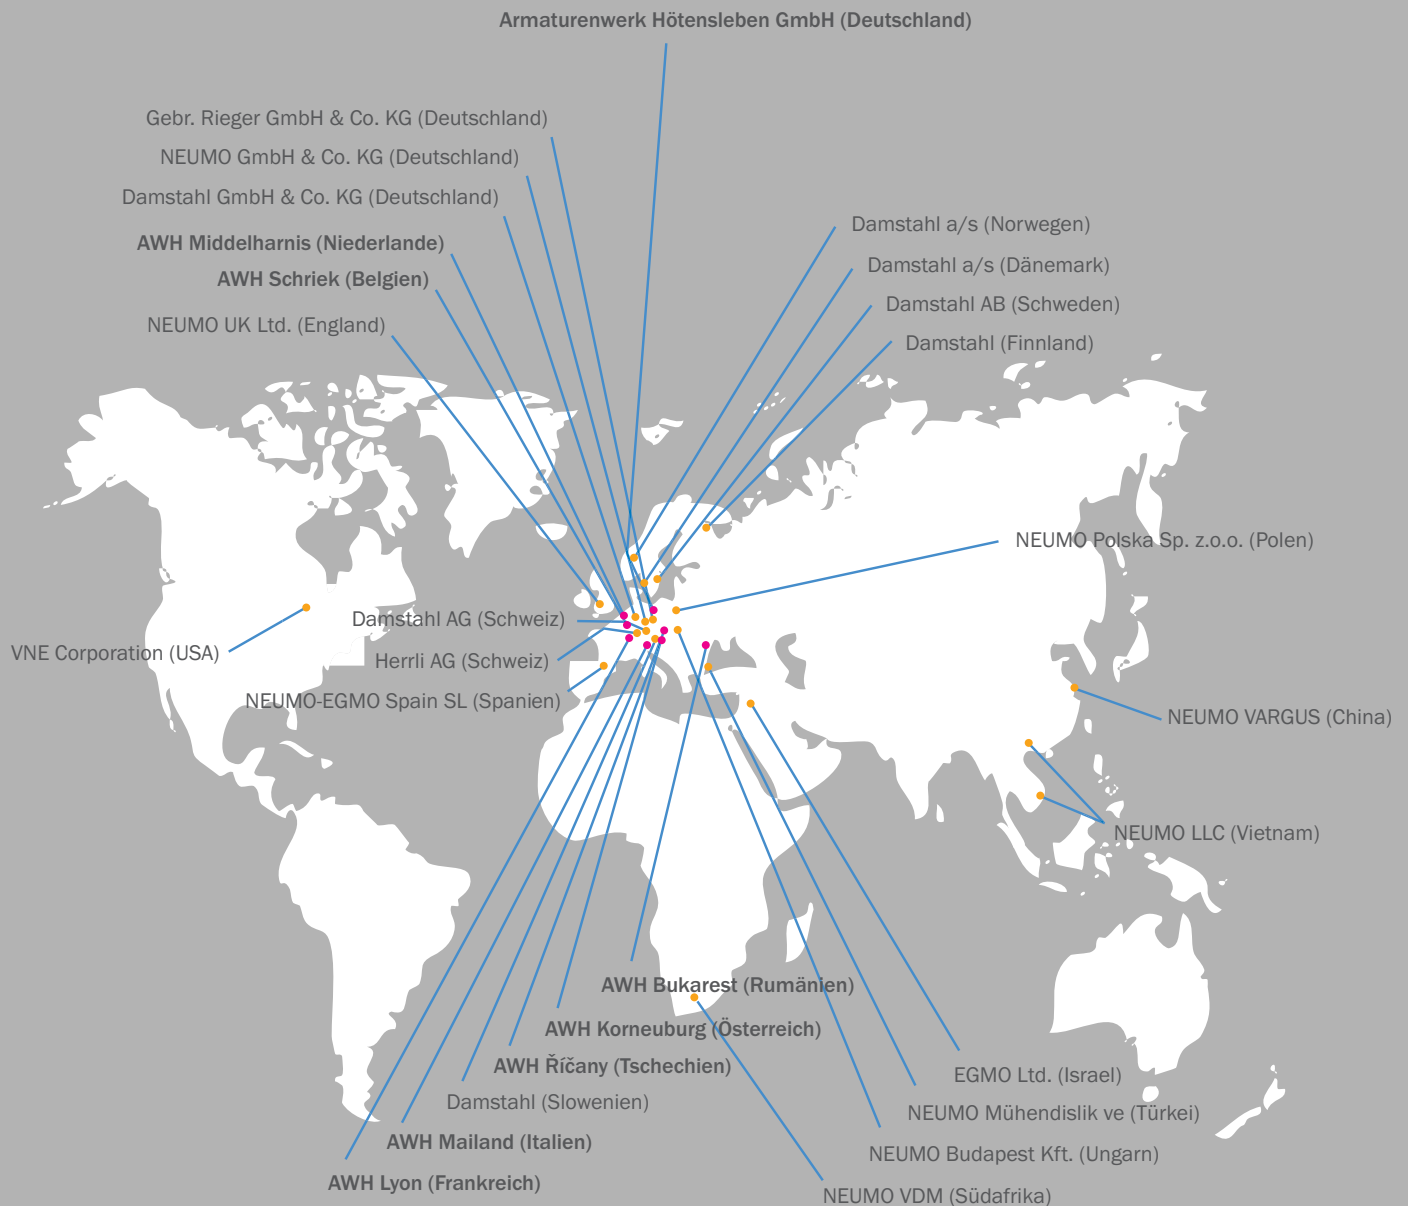 Armaturenwerk Hötensleben GmbH (Deutschland)
Gebr. Rieger GmbH & Co. KG (Deutschland)
NEUMO GmbH & Co. KG (Deutschland)
Damstahl GmbH & Co. KG (Deutschland)
AWH Middelharnis (Niederlande)
AWH Schriek (Belgien)
NEUMO UK Ltd. (England)
Damstahl a/s (Norwegen)
Damstahl a/s (Dänemark)
Damstahl AB (Schweden)
Damstahl (Finnland)
NEUMO Polska Sp. z.o.o. (Polen)
Damstahl AG (Schweiz)
VNE Corporation (USA)
Herrli AG (Schweiz)
NEUMO-EGMO Spain SL (Spanien)
NEUMO VARGUS (China)
NEUMO LLC (Vietnam)
AWH Bukarest (Rumänien)
AWH Korneuburg (Österreich)
AWH Říčany (Tschechien)
Damstahl (Slowenien)
AWH Mailand (Italien)
AWH Lyon (Frankreich)
EGMO Ltd. (Israel)
NEUMO Mühendislik ve (Türkei)
NEUMO Budapest Kft. (Ungarn)
NEUMO VDM (Südafrika)